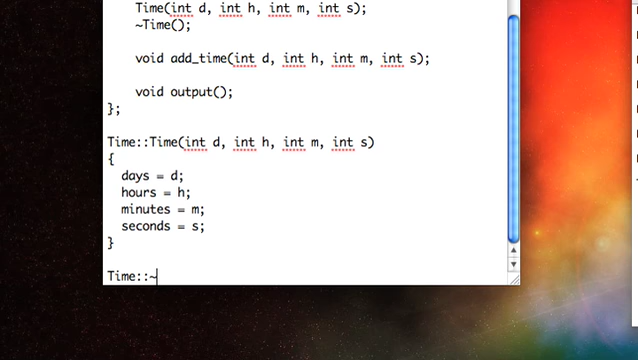 Time(int d, int h, int m, int s);
~Time();
void add_time(int d, int h, int m, int s);
void output();
};
Time::Time(int d, int h, int m, int s)
{
days = d;
hours = h;
minutes = m;
seconds = s;
}
Time::~